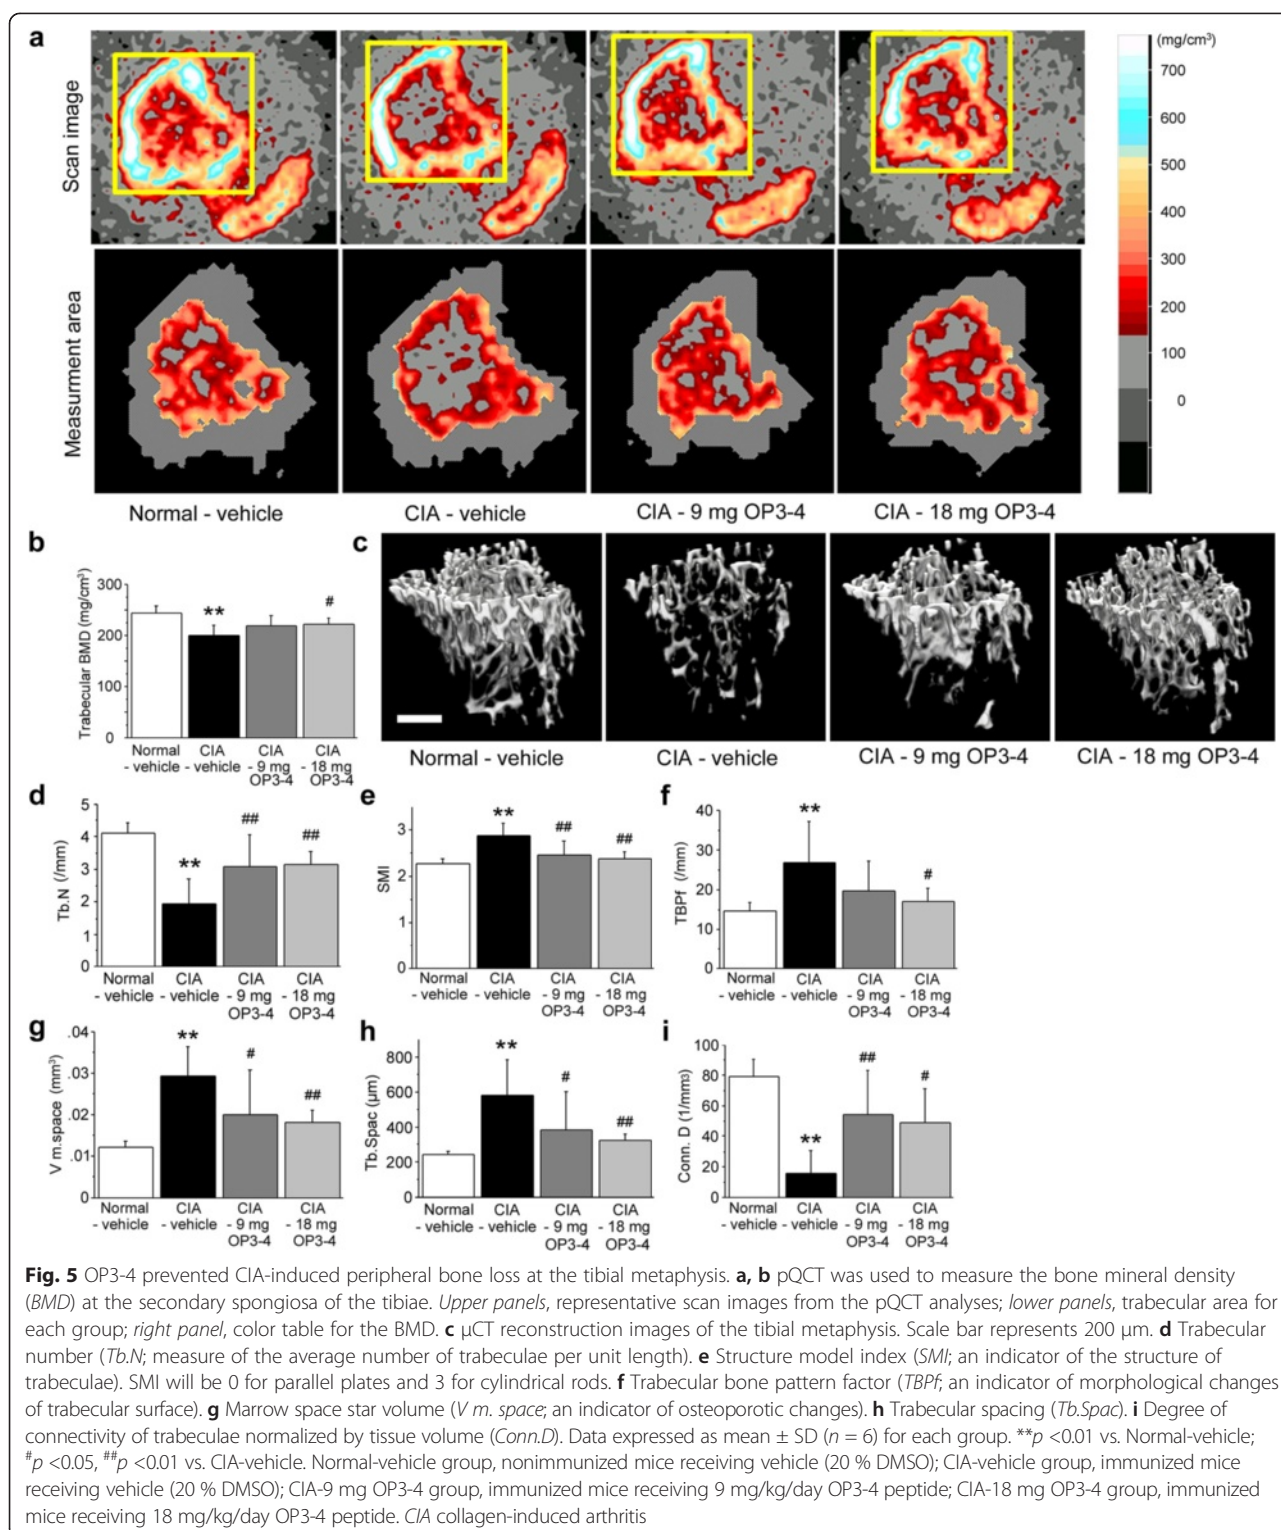 a
Scan image
(mg/cm³)
700
600
500
400
300
200
100
0
Measurment area
Normal - vehicle
CIA - vehicle
CIA - 9 mg OP3-4
CIA - 18 mg OP3-4
b
Trabecular BMD (mg/cm³)
300
200
100
0
**
#
Normal - vehicle
CIA - vehicle
CIA - 9 mg OP3-4
CIA - 18 mg OP3-4
c
Normal - vehicle
CIA - vehicle
CIA - 9 mg OP3-4
CIA - 18 mg OP3-4
d
Tb.N (/mm)
5
4
3
2
1
0
**
##
##
Normal - vehicle
CIA - vehicle
CIA - 9 mg OP3-4
CIA - 18 mg OP3-4
e
SMI
3
2
1
0
**
##
##
Normal - vehicle
CIA - vehicle
CIA - 9 mg OP3-4
CIA - 18 mg OP3-4
f
TBPf (/mm)
40
30
20
10
0
**
#
Normal - vehicle
CIA - vehicle
CIA - 9 mg OP3-4
CIA - 18 mg OP3-4
g
V m.space (mm³)
.04
.03
.02
.01
0
**
#
##
Normal - vehicle
CIA - vehicle
CIA - 9 mg OP3-4
CIA - 18 mg OP3-4
h
Tb.Spac (µm)
800
600
400
200
0
**
#
##
Normal - vehicle
CIA - vehicle
CIA - 9 mg OP3-4
CIA - 18 mg OP3-4
i
Conn. D (1/mm3)
100
80
60
40
20
0
**
##
#
Normal - vehicle
CIA - vehicle
CIA - 9 mg OP3-4
CIA - 18 mg OP3-4
Fig. 5 OP3-4 prevented CIA-induced peripheral bone loss at the tibial metaphysis. a, b pQCT was used to measure the bone mineral density
(BMD) at the secondary spongiosa of the tibiae. Upper panels, representative scan images from the pQCT analyses; lower panels, trabecular area for
each group; right panel, color table for the BMD. c µCT reconstruction images of the tibial metaphysis. Scale bar represents 200 µm. d Trabecular
number (Tb.N; measure of the average number of trabeculae per unit length). e Structure model index (SMI; an indicator of the structure of
trabeculae). SMI will be 0 for parallel plates and 3 for cylindrical rods. f Trabecular bone pattern factor (TBPf; an indicator of morphological changes
of trabecular surface). g Marrow space star volume (V m. space; an indicator of osteoporotic changes). h Trabecular spacing (Tb.Spac). i Degree of
connectivity of trabeculae normalized by tissue volume (Conn.D). Data expressed as mean ± SD (n = 6) for each group. **p <0.01 vs. Normal-vehicle;
#p <0.05, ##p <0.01 vs. CIA-vehicle. Normal-vehicle group, nonimmunized mice receiving vehicle (20 % DMSO); CIA-vehicle group, immunized mice
receiving vehicle (20 % DMSO); CIA-9 mg OP3-4 group, immunized mice receiving 9 mg/kg/day OP3-4 peptide; CIA-18 mg OP3-4 group, immunized
mice receiving 18 mg/kg/day OP3-4 peptide. CIA collagen-induced arthritis